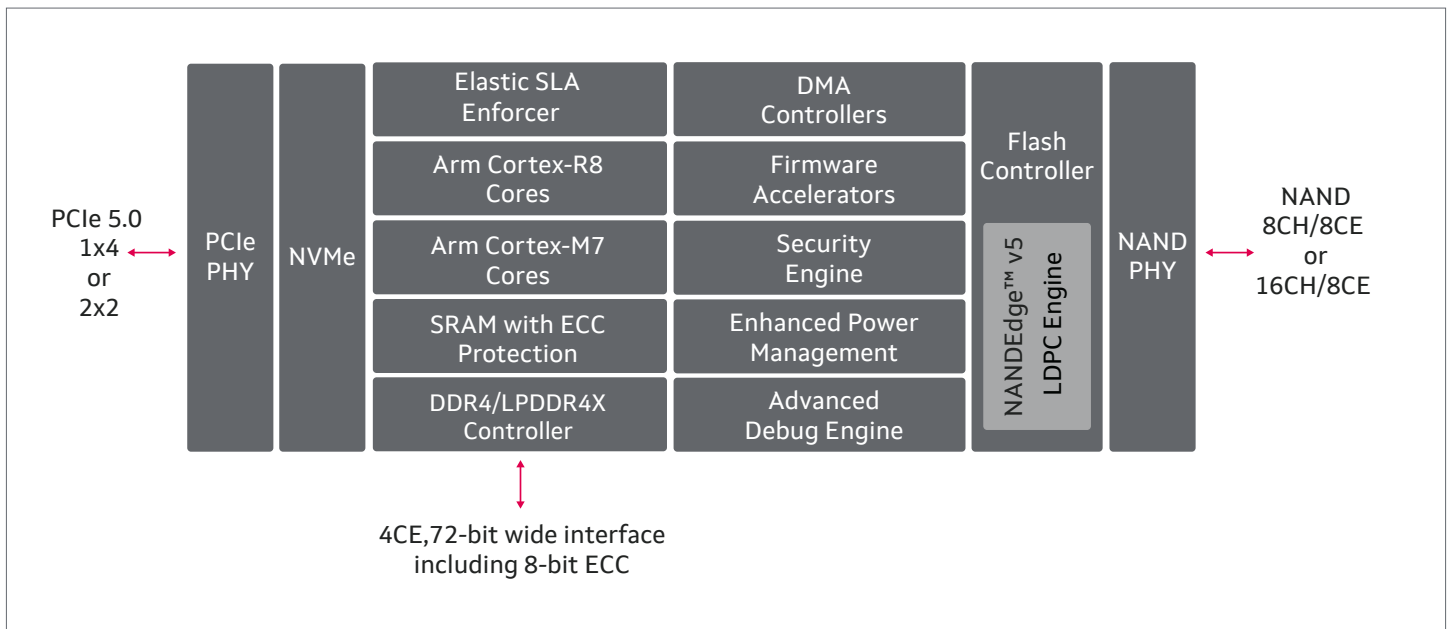 PCIe 5.0
1x4
or
2x2
PCIe
PHY
NVMe
Elastic SLA
Enforcer
Arm Cortex-R8
Cores
Arm Cortex-M7
Cores
SRAM with ECC
Protection
DDR4/LPDDR4X
Controller
DMA
Controllers
Firmware
Accelerators
Security
Engine
Enhanced Power
Management
Advanced
Debug Engine
Flash
Controller
NANDEdge™ v5
LDPC Engine
NAND
PHY
NAND
8CH/8CE
or
16CH/8CE
4CE,72-bit wide interface
including 8-bit ECC